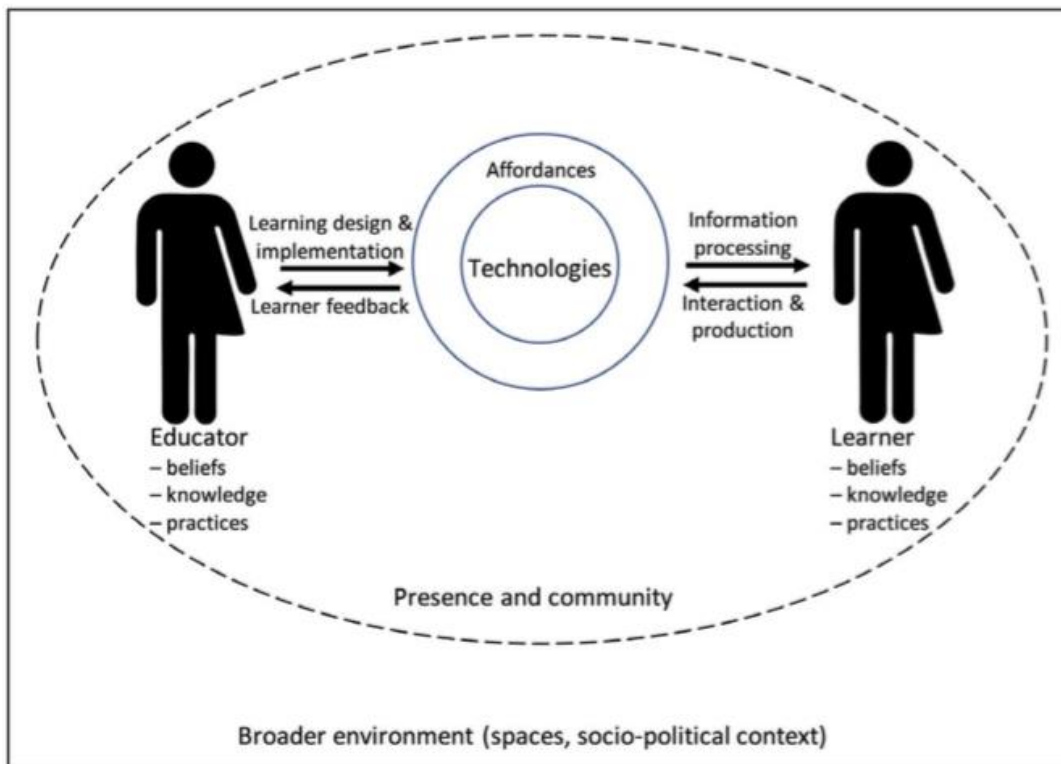 Affordances
Technologies
Learning design &
implementation
Learner feedback
Information
processing
Interaction &
production
Educator
– beliefs
– knowledge
– practices
Learner
– beliefs
– knowledge
– practices
Presence and community
Broader environment (spaces, socio-political context)